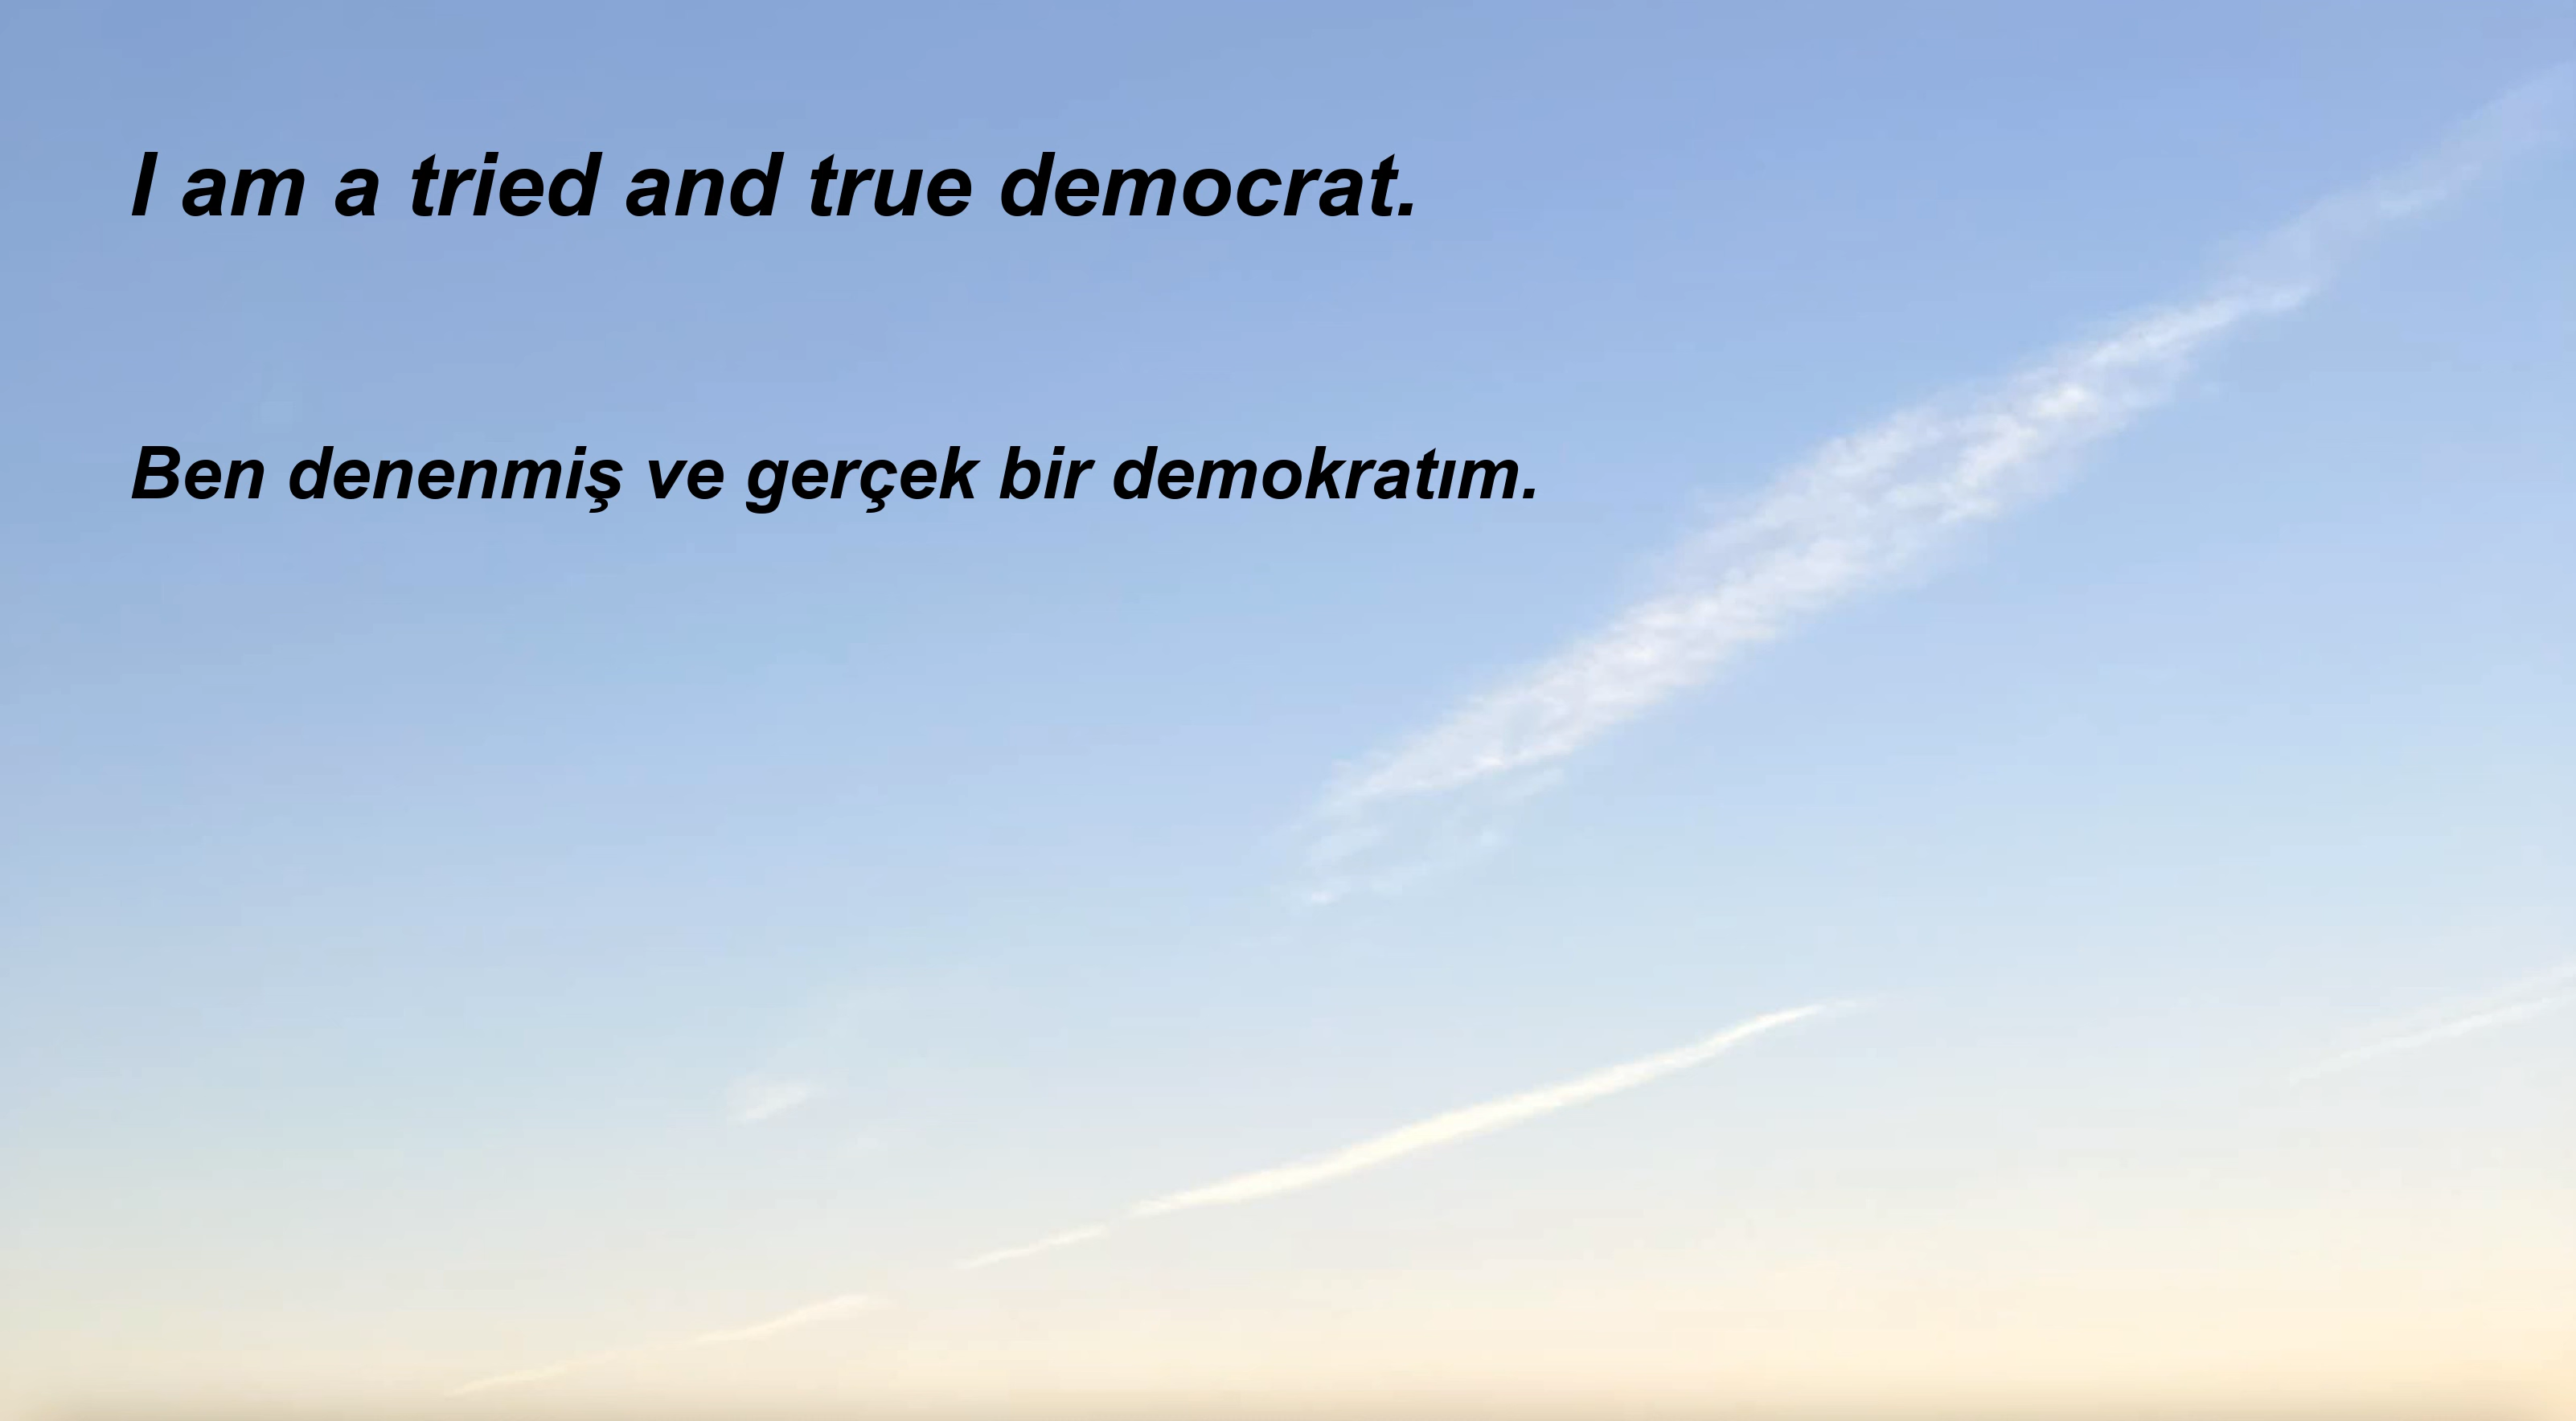 I am a tried and true democrat.
Ben denenmiş ve gerçek bir demokratım.